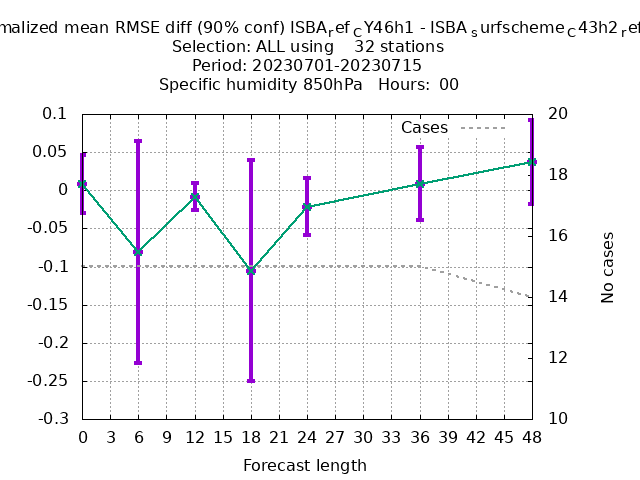 malized mean RMSE diff (90% conf) ISBA_ref_CY46h1 - ISBA_surfscheme_C43h2_ref
Selection: ALL using 32 stations
Period: 20230701-20230715
Specific humidity 850hPa Hours: 00
Cases
0.1
0.05
0
-0.05
-0.1
-0.15
-0.2
-0.25
-0.3
20
18
16
14
12
10
No cases
0 3 6 9 12 15 18 21 24 27 30 33 36 39 42 45 48
Forecast length